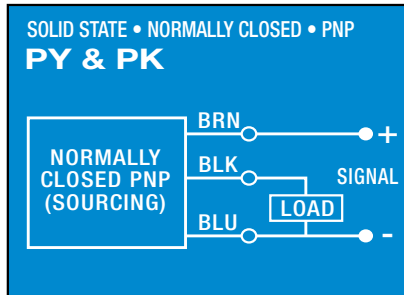 SOLID STATE • NORMALLY CLOSED • PNP
PY & PK
BRN
+
NORMALLY
CLOSED PNP
(SOURCING)
BLK
SIGNAL
LOAD
BLU
-